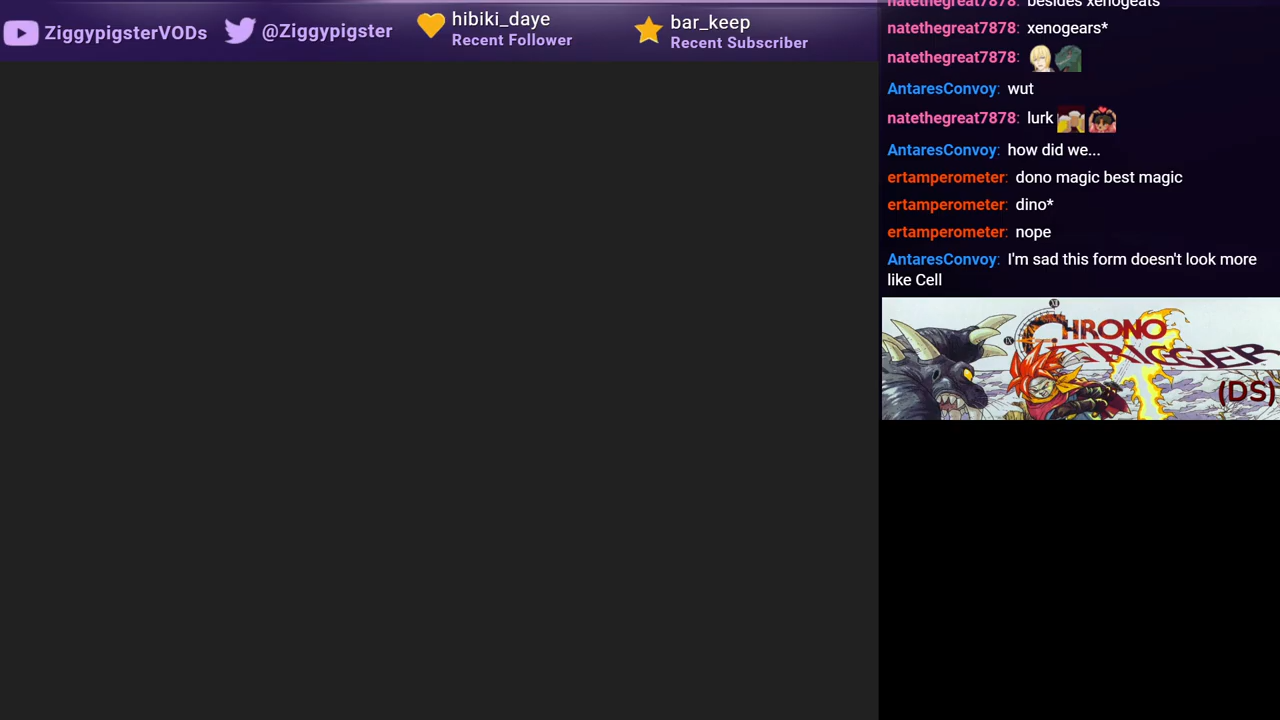 ZiggypigsterVODs
@Ziggypigster
hibiki_daye
Recent Follower
bar_keep
Recent Subscriber
besides xenogeats
natethegreat7878: xenogears*
natethegreat7878:
AntaresConvoy: wut
natethegreat7878: lurk
AntaresConvoy: how did we...
ertamperometer: dono magic best magic
ertamperometer: dino*
ertamperometer: nope
AntaresConvoy: I'm sad this form doesn't look more
like Cell
CHRONO
TRIGGER
(DS)